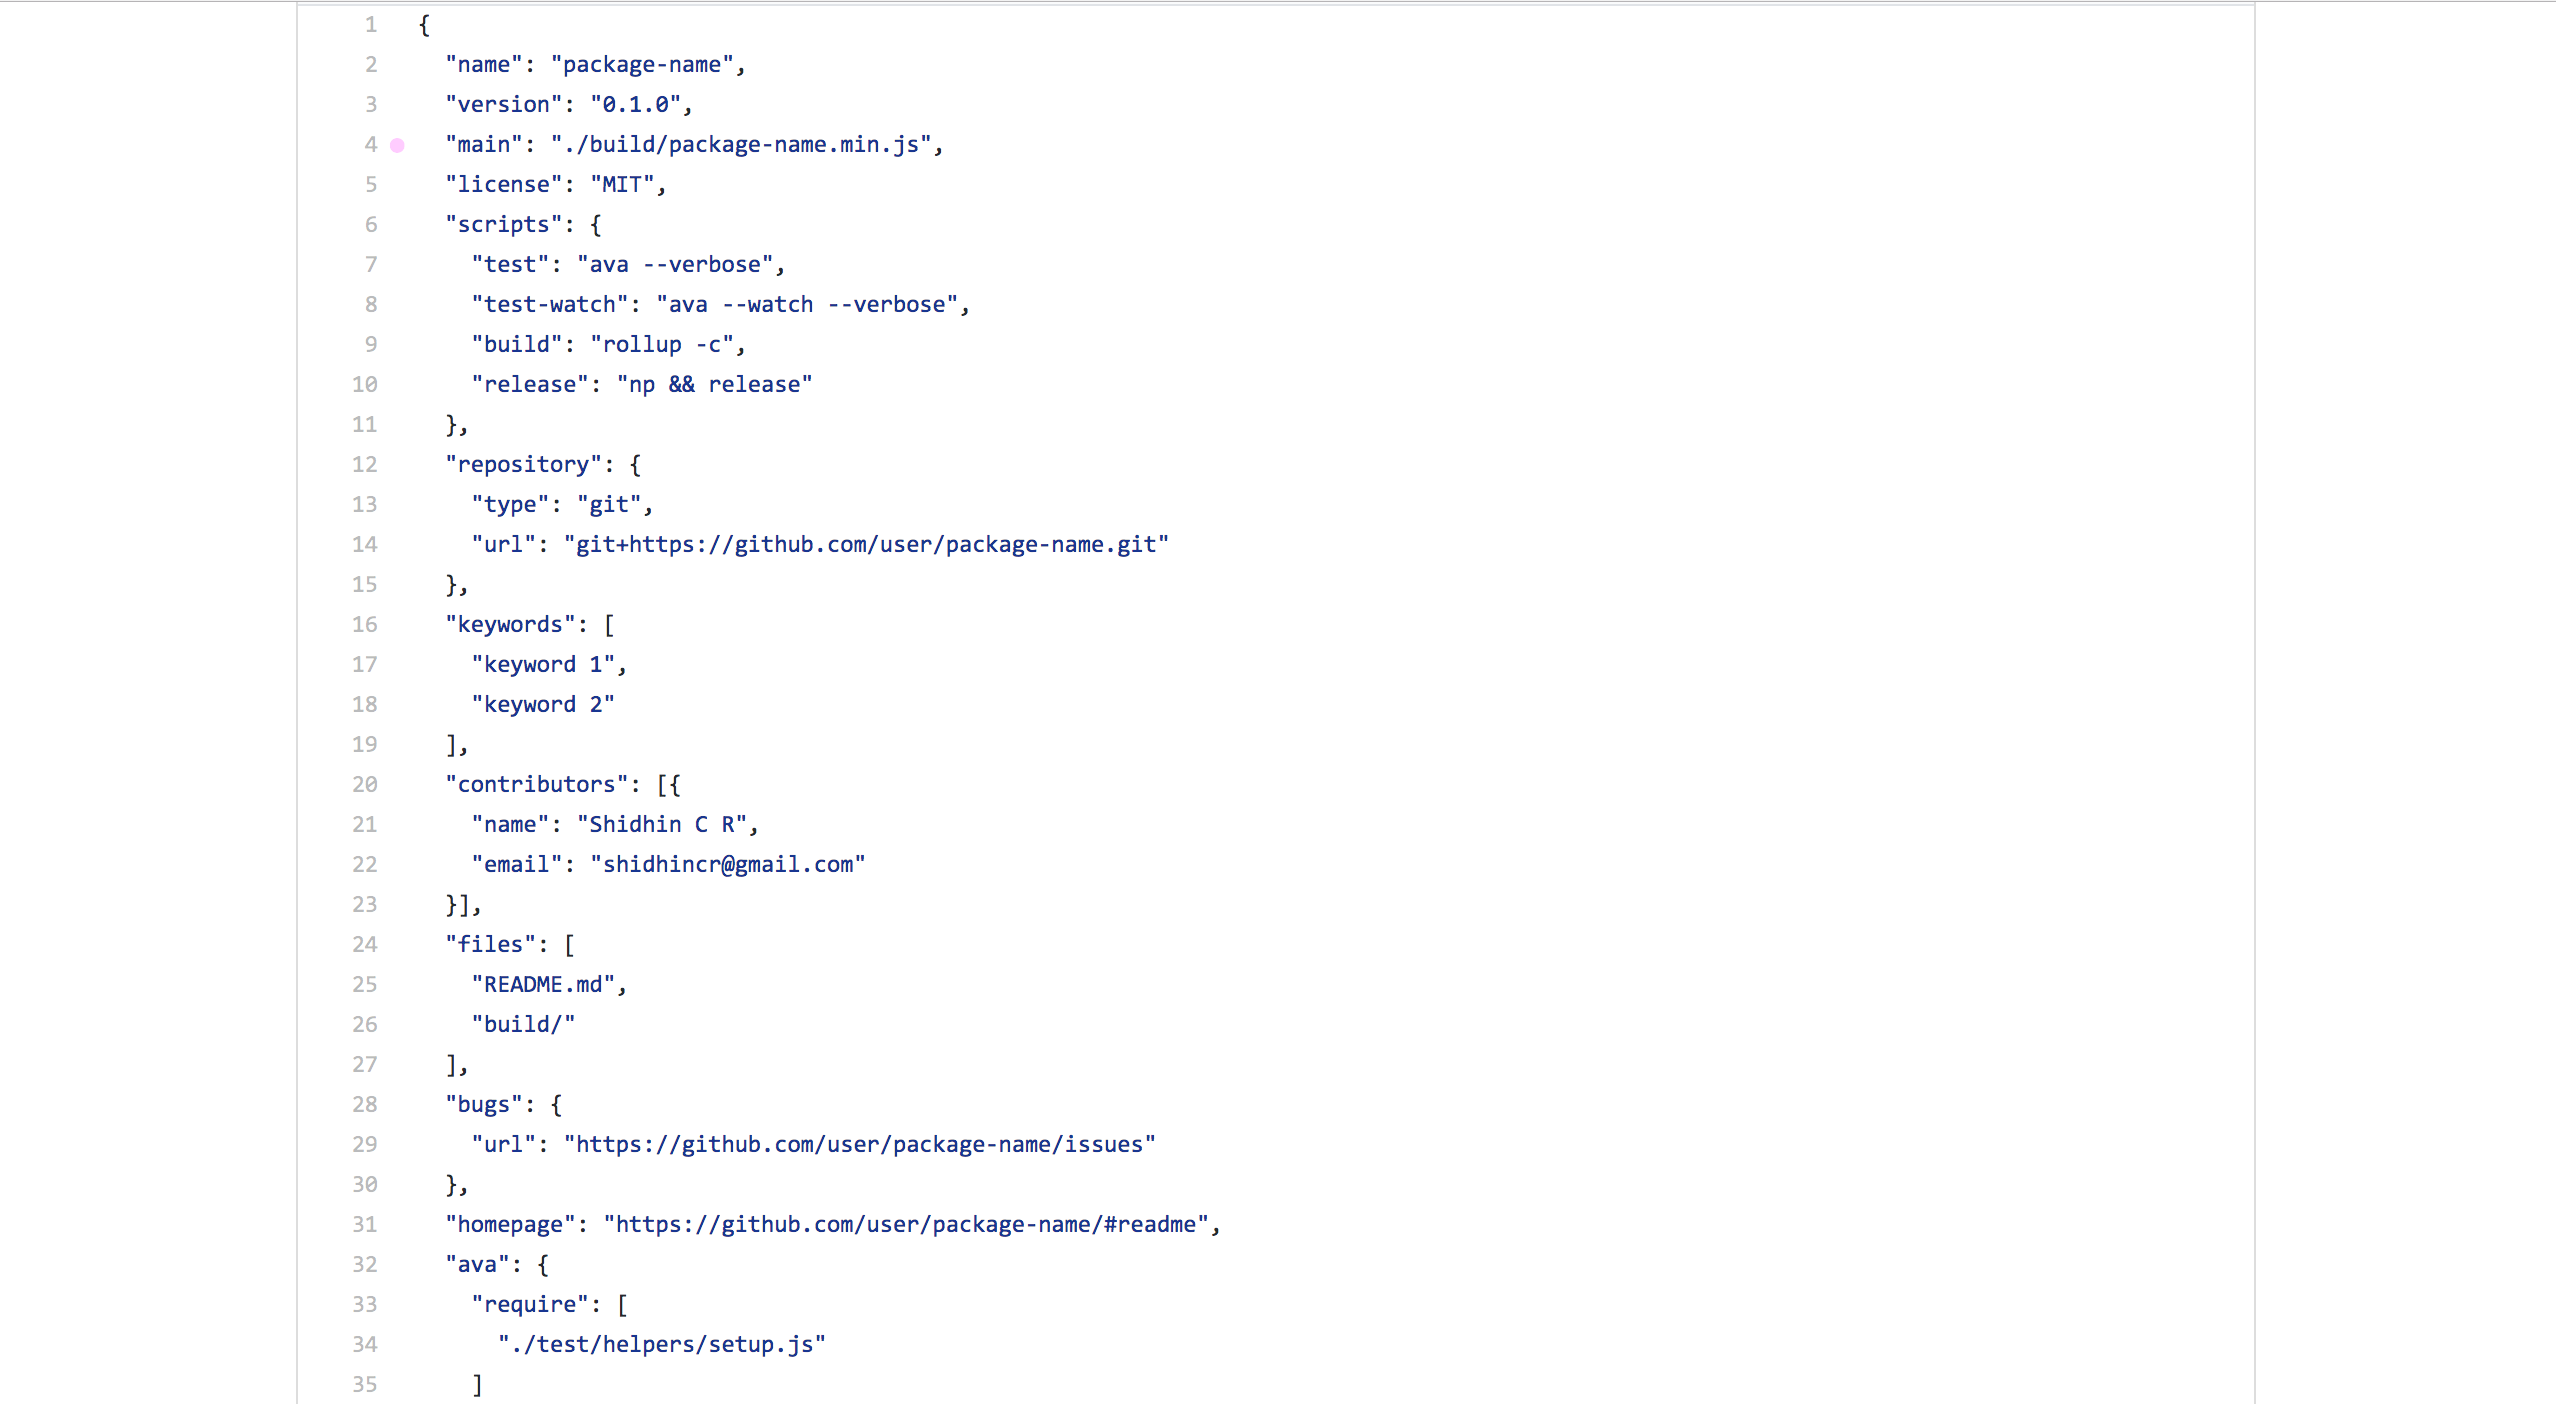 1 {
2 "name": "package-name",
3 "version": "0.1.0",
4 "main": "./build/package-name.min.js",
5 "license": "MIT",
6 "scripts": {
7 "test": "ava --verbose",
8 "test-watch": "ava --watch --verbose",
9 "build": "rollup -c",
10 "release": "np && release"
11 },
12 "repository": {
13 "type": "git",
14 "url": "git+https://github.com/user/package-name.git"
15 },
16 "keywords": [
17 "keyword 1",
18 "keyword 2"
19 ],
20 "contributors": [{
21 "name": "Shidhin C R",
22 "email": "shidhincr@gmail.com"
23 }],
24 "files": [
25 "README.md",
26 "build/"
27 ],
28 "bugs": {
29 "url": "https://github.com/user/package-name/issues"
30 },
31 "homepage": "https://github.com/user/package-name/#readme",
32 "ava": {
33 "require": [
34 "./test/helpers/setup.js"
35 ]